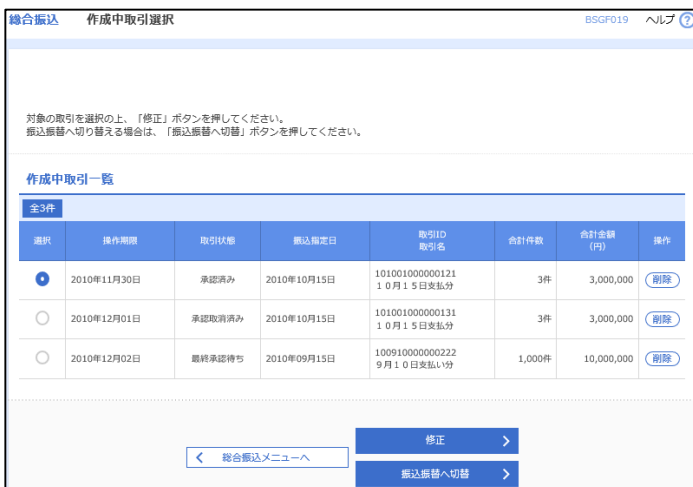 総合振込 作成中取引選択 BSGF019 ヘルプ ?
対象の取引を選択の上、「修正」ボタンを押してください。
振込振替へ切り替える場合は、「振込振替へ切替」ボタンを押してください。
作成中取引一覧
全3件
選択 操作期限 取引状態 振込指定日 取引ID 取引名 合計件数 合計金額 (円) 操作
2010年11月30日 承認済み 2010年10月15日 101001000000121 3件 3,000,000 削除
10月15日支払分
2010年12月01日 承認取消済み 2010年10月15日 101001000000131 3件 3,000,000 削除
10月15日支払分
2010年12月02日 最終承認待ち 2010年09月15日 100910000000222 1,000件 10,000,000 削除
9月10日支払い分
修正
総合振込メニューへ
振込振替へ切替